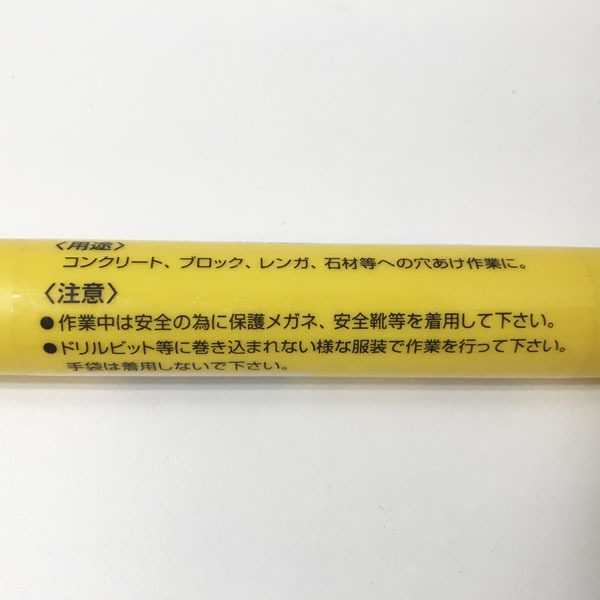 〈用途〉
コンクリート、ブロック、レンガ、石材等への穴あけ作業に。
〈注意〉
●作業中は安全の為に保護メガネ、安全靴等を着用して下さい。
●ドリルビット等に巻き込まれない様な服装で作業を行って下さい。
手袋は着用しないで下さい。